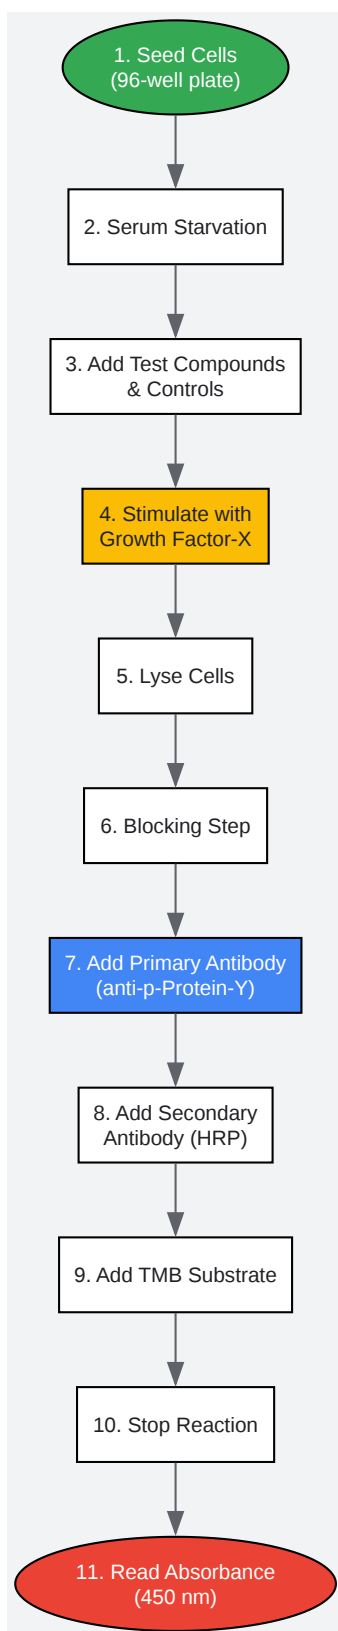 1. Seed Cells
(96-well plate)
2. Serum Starvation
3. Add Test Compounds
& Controls
4. Stimulate with
Growth Factor-X
5. Lyse Cells
6. Blocking Step
7. Add Primary Antibody
(anti-p-Protein-Y)
8. Add Secondary
Antibody (HRP)
9. Add TMB Substrate
10. Stop Reaction
11. Read Absorbance
(450 nm)